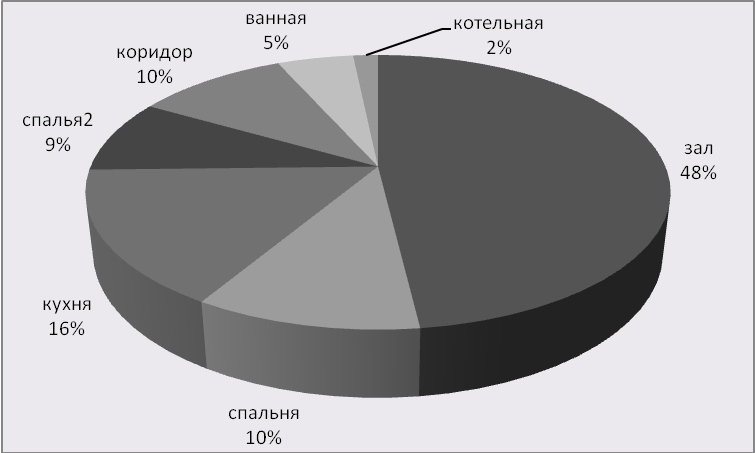 ванная
5%
котельная
2%
коридор
10%
спалья2
9%
зал
48%
кухня
16%
спальня
10%